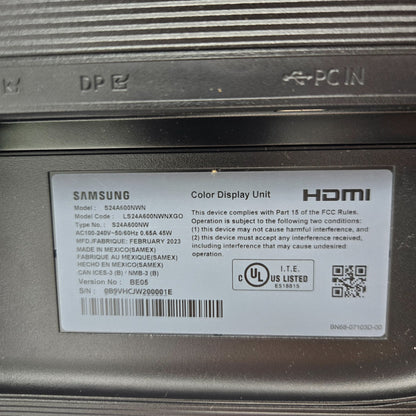 DP
PC IN
SAMSUNG
Color Display Unit
HDMI
Model : S24A600NWN
Model Code : LS24A600NWNXGO
Type No. : S24A600NW
AC100-240V~50/60Hz 0.65A 45W
MFD./FABRIQUE: FEBRUARY 2023
MADE IN MEXICO(SAMEX)
FABRIQUE AU MEXIQUE(SAMEX)
HECHO EN MEXICO(SAMEX)
CAN ICES-3 (B) / NMB-3 (B)
Version No : BE05
S/N : 0B9VHCJW200001E
This device complies with Part 15 of the FCC Rules.
Operation is subject to the following two conditions:
(1) this device may not cause harmful interference, and
(2) this device must accept any interference received,
including interference that may cause undesired
operation.
C UL US LISTED
I.T.E.
E518815
BN68-07103D-00